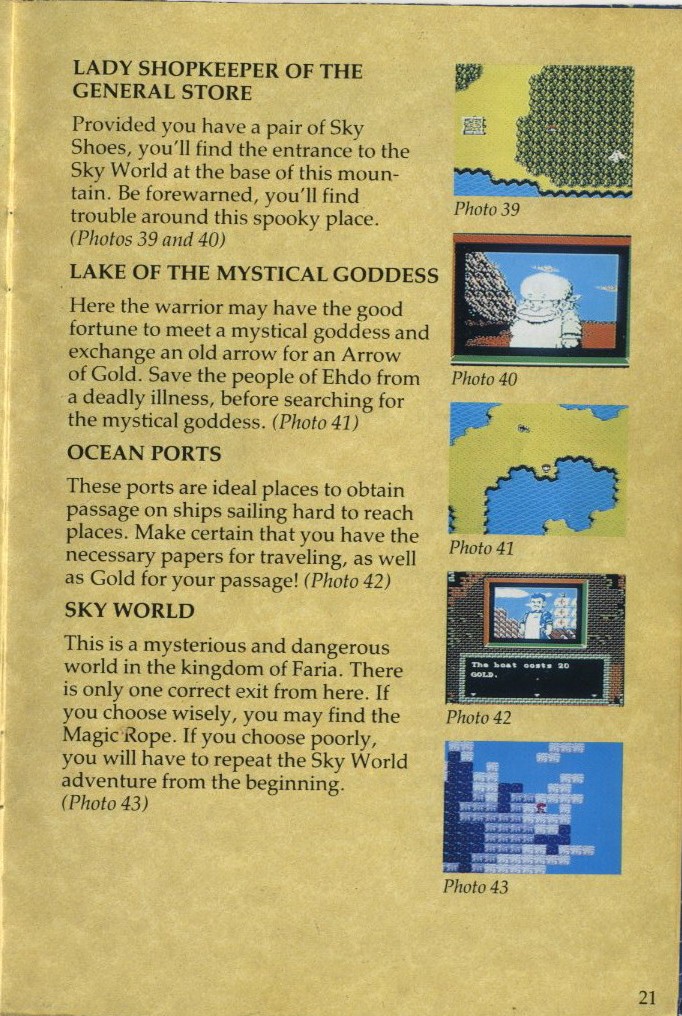 LADY SHOPKEEPER OF THE
GENERAL STORE
Provided you have a pair of Sky
Shoes, you'll find the entrance to the
Sky World at the base of this moun-
tain. Be forewarned, you'll find
trouble around this spooky place.
(Photos 39 and 40)
LAKE OF THE MYSTICAL GODDESS
Here the warrior may have the good
fortune to meet a mystical goddess and
exchange an old arrow for an Arrow
of Gold. Save the people of Ehdo from
a deadly illness, before searching for
the mystical goddess. (Photo 41)
OCEAN PORTS
These ports are ideal places to obtain
passage on ships sailing hard to reach
places. Make certain that you have the
necessary papers for traveling, as well
as Gold for your passage! (Photo 42)
SKY WORLD
This is a mysterious and dangerous
world in the kingdom of Faria. There
is only one correct exit from here. If
you choose wisely, you may find the
Magic Rope. If you choose poorly,
you will have to repeat the Sky World
adventure from the beginning.
(Photo 43)
Photo 39
Photo 40
Photo 41
The boat costs 20
GOLD.
Photo 42
Photo 43
21